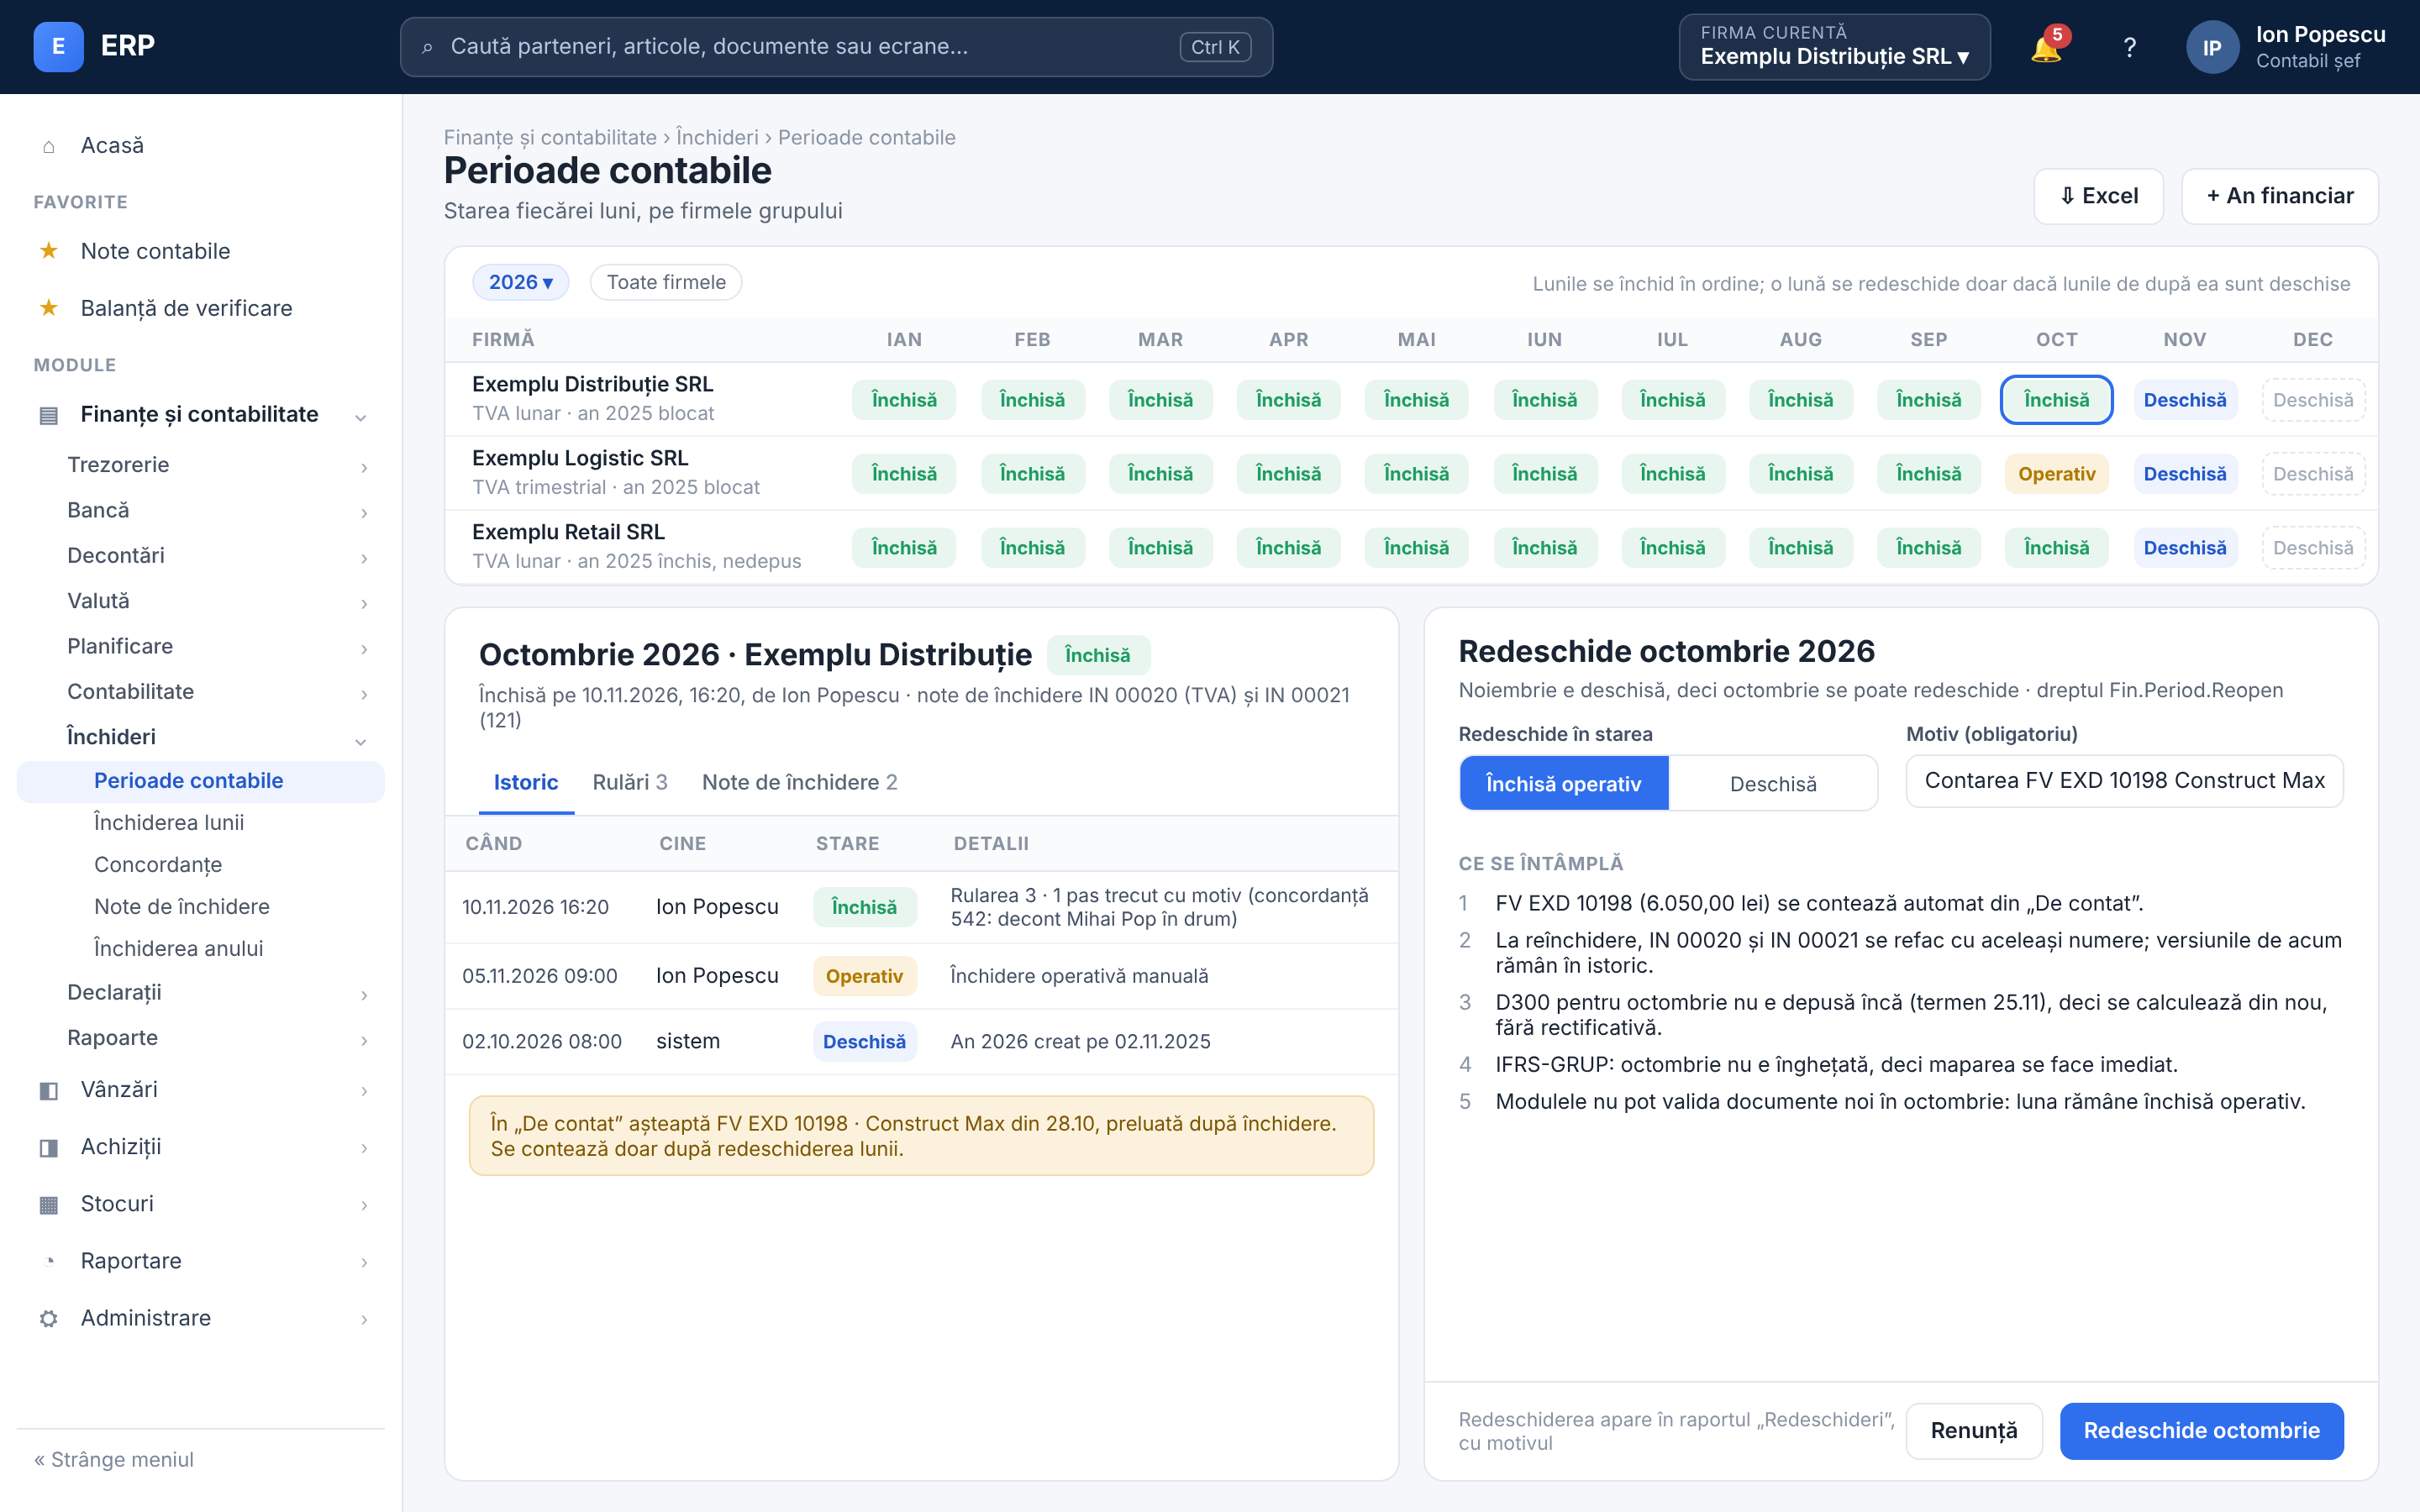 E ERP
Caută parteneri, articole, documente sau ecrane... Ctrl K
FIRMA CURENTĂ
Exemplu Distribuție SRL ▾
5
?
IP
Ion Popescu
Contabil șef
Acasă
FAVORITE
★ Note contabile
★ Balanță de verificare
MODULE
Finanțe și contabilitate
Trezorerie ›
Bancă ›
Decontări ›
Valută ›
Planificare ›
Contabilitate ›
Închideri
Perioade contabile
Închiderea lunii
Concordanțe
Note de închidere
Închiderea anului
Declarații ›
Rapoarte ›
Vânzări ›
Achiziții ›
Stocuri ›
Raportare ›
Administrare ›
« Strânge meniul
Finanțe și contabilitate › Închideri › Perioade contabile
Perioade contabile
Starea fiecărei luni, pe firmele grupului
⇩ Excel
+ An financiar
2026 ▾ Toate firmele
Lunile se închid în ordine; o lună se redeschide doar dacă lunile de după ea sunt deschise
FIRMĂ IAN FEB MAR APR MAI IUN IUL AUG SEP OCT NOV DEC
Exemplu Distribuție SRL
TVA lunar · an 2025 blocat
Închisă Închisă Închisă Închisă Închisă Închisă Închisă Închisă Închisă Închisă Deschisă Deschisă
Exemplu Logistic SRL
TVA trimestrial · an 2025 blocat
Închisă Închisă Închisă Închisă Închisă Închisă Închisă Închisă Închisă Operativ Deschisă Deschisă
Exemplu Retail SRL
TVA lunar · an 2025 închis, nedepus
Închisă Închisă Închisă Închisă Închisă Închisă Închisă Închisă Închisă Închisă Deschisă Deschisă
Octombrie 2026 · Exemplu Distribuție Închisă
Închisă pe 10.11.2026, 16:20, de Ion Popescu · note de închidere IN 00020 (TVA) și IN 00021
(121)
Istoric Rulări 3 Note de închidere 2
CÂND CINE STARE DETALII
10.11.2026 16:20 Ion Popescu Închisă Rularea 3 · 1 pas trecut cu motiv (concordanță
542: decont Mihai Pop în drum)
05.11.2026 09:00 Ion Popescu Operativ Închidere operativă manuală
02.10.2026 08:00 sistem Deschisă An 2026 creat pe 02.11.2025
În „De contat” așteaptă FV EXD 10198 · Construct Max din 28.10, preluată după închidere.
Se contează doar după redeschiderea lunii.
Redeschide octombrie 2026
Noiembrie e deschisă, deci octombrie se poate redeschide · dreptul Fin.Period.Reopen
Redeschide în starea
Închisă operativ Deschisă
Motiv (obligatoriu)
Contarea FV EXD 10198 Construct Max
CE SE ÎNTÂMPLĂ
1 FV EXD 10198 (6.050,00 lei) se contează automat din „De contat”.
2 La reînchidere, IN 00020 și IN 00021 se refac cu aceleași numere; versiunile de acum
rămân în istoric.
3 D300 pentru octombrie nu e depusă încă (termen 25.11), deci se calculează din nou,
fără rectificativă.
4 IFRS-GRUP: octombrie nu e înghețată, deci maparea se face imediat.
5 Modulele nu pot valida documente noi în octombrie: luna rămâne închisă operativ.
Redeschiderea apare în raportul „Redeschideri”,
cu motivul
Renunță
Redeschide octombrie